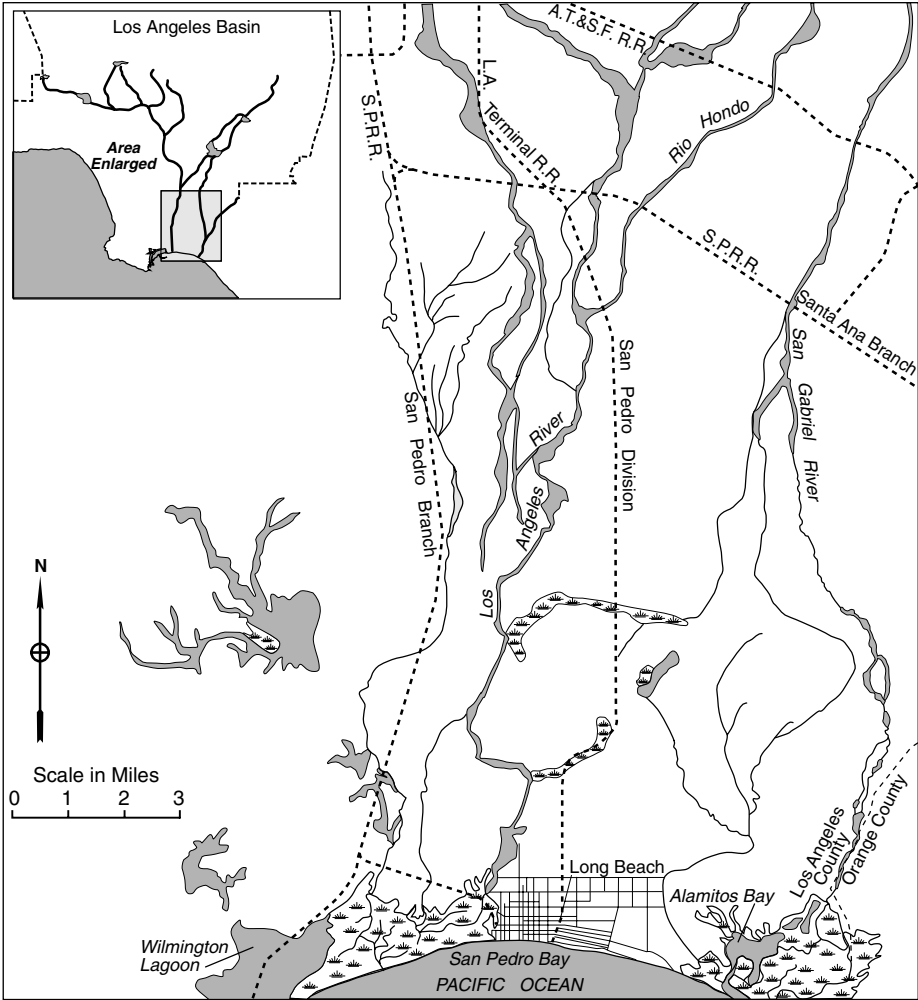 Los Angeles Basin
Area
Enlarged
A.T.&S.F. R.R.
S.P.R.R.
L.A. Terminal R.R.
Rio Hondo
S.P.R.R.
Santa Ana Branch
San Gabriel River
San Pedro Division
San Pedro Branch
Los Angeles River
N
Scale in Miles
0 1 2 3
Long Beach
Alamitos Bay
Los Angeles
County
Orange County
Wilmington
Lagoon
San Pedro Bay
PACIFIC OCEAN